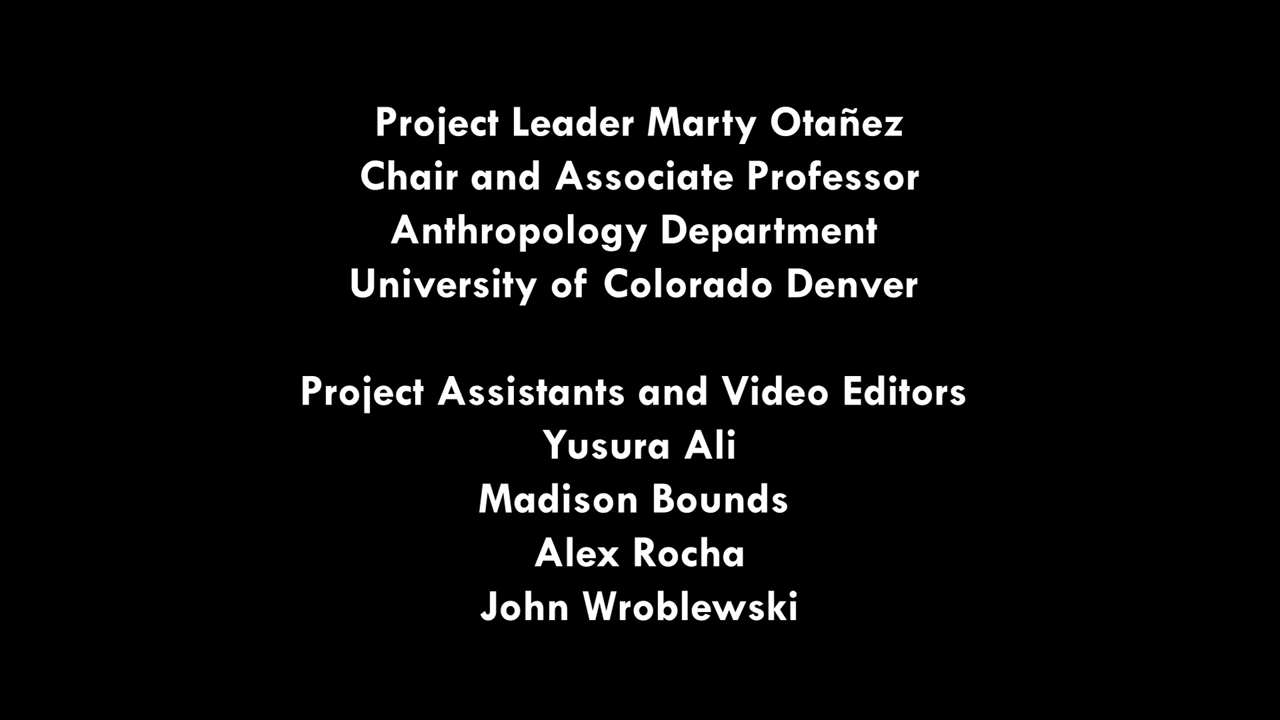 Project Leader Marty Otañez
Chair and Associate Professor
Anthropology Department
University of Colorado Denver
Project Assistants and Video Editors
Yusura Ali
Madison Bounds
Alex Rocha
John Wroblewski